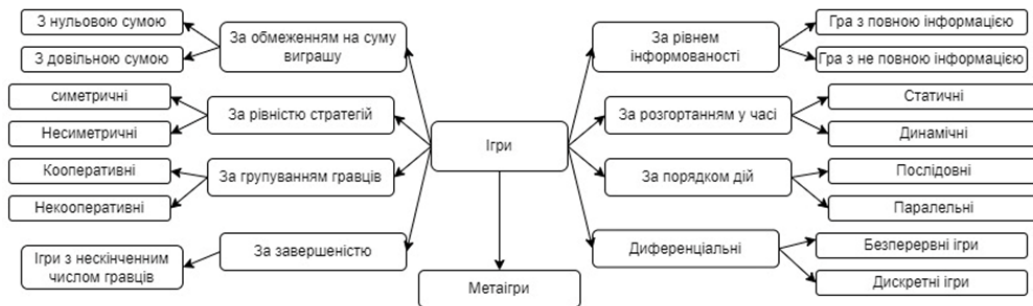 З нульовою сумою
З довільною сумою
За обмеженням на суму
виграшу
симетричні
Несиметричні
За рівністю стратегій
Кооперативні
Некооперативні
За групуванням гравців
Ігри з нескінченним
числом гравців
За завершеністю
Ігри
Метаігри
За рівнем
інформованості
Гра з повною інформацією
Гра з не повною інформацією
За розгортанням у часі
Статичні
Динамічні
За порядком дій
Послідовні
Паралельні
Диференціальні
Безперервні ігри
Дискретні ігри